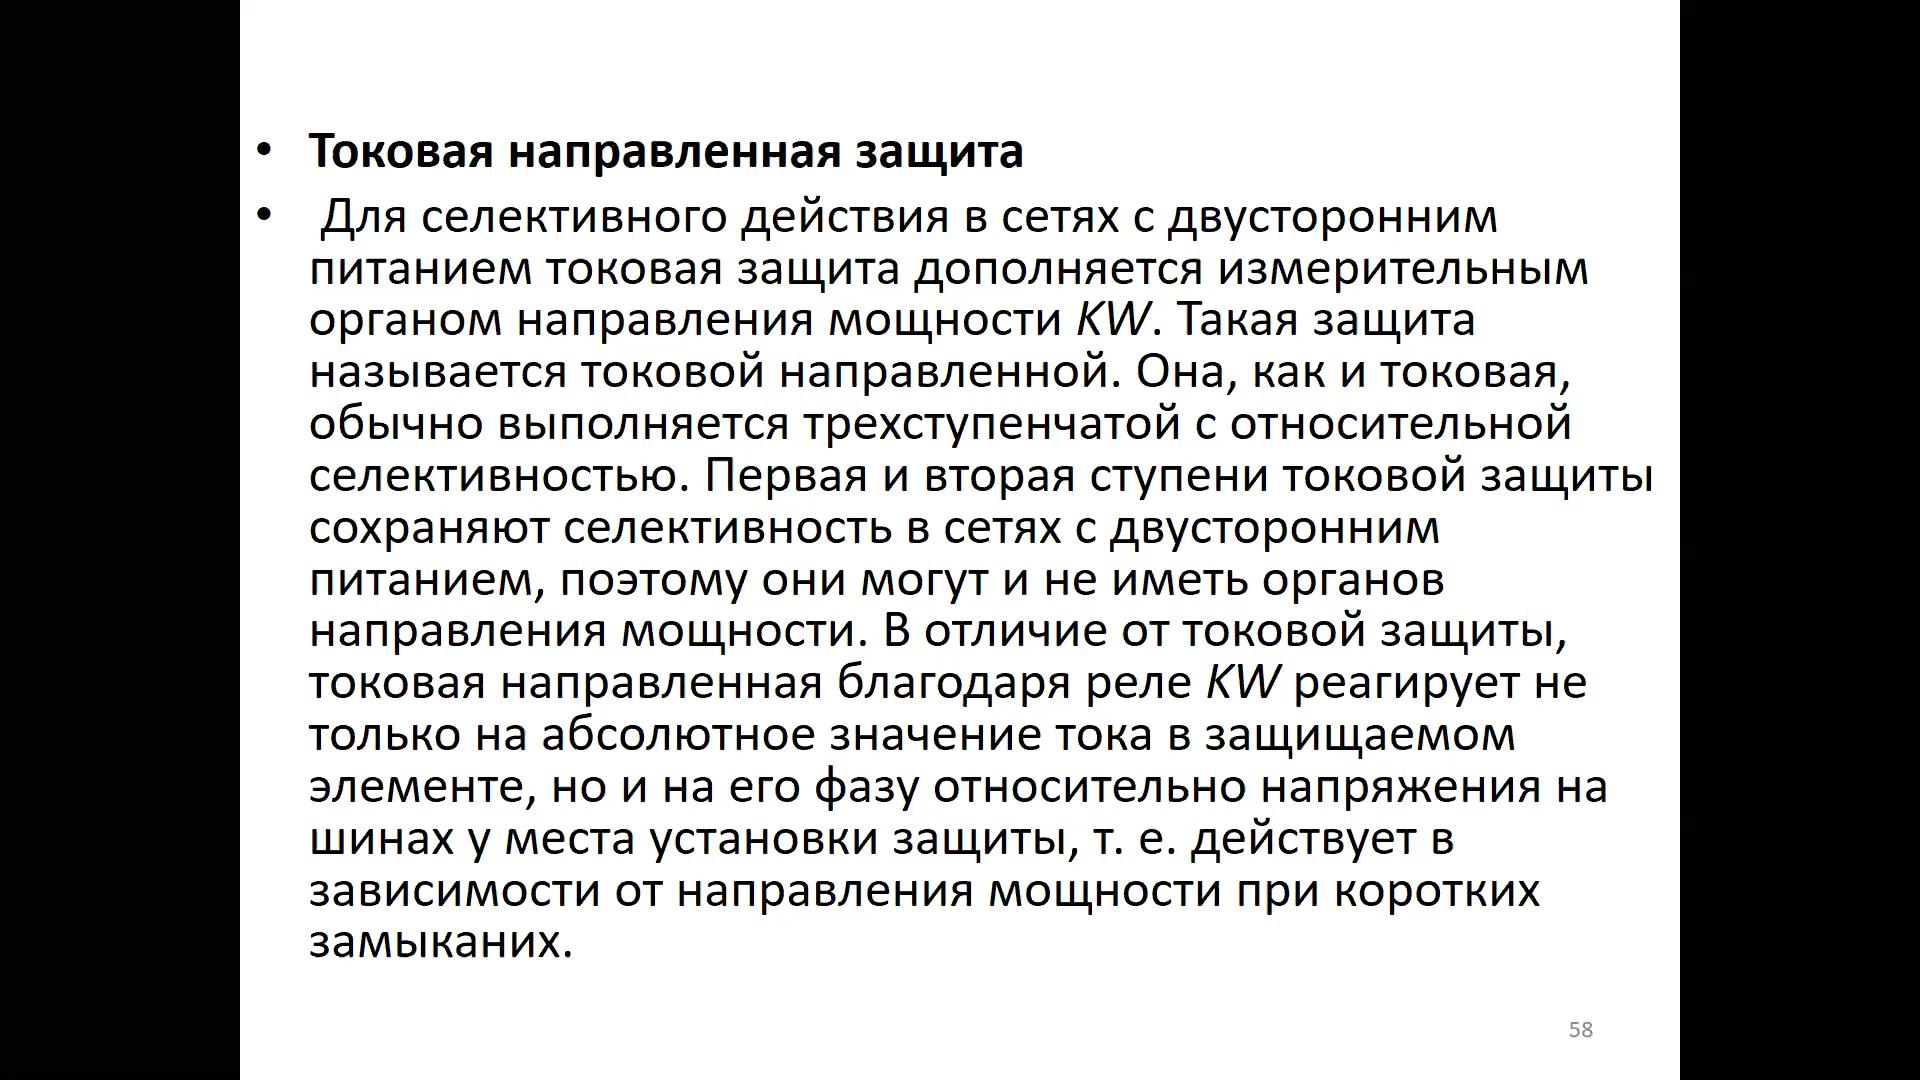 • Токовая направленная защита
• Для селективного действия в сетях с двусторонним
питанием токовая защита дополняется измерительным
органом направления мощности KW. Такая защита
называется токовой направленной. Она, как и токовая,
обычно выполняется трехступенчатой с относительной
селективностью. Первая и вторая ступени токовой защиты
сохраняют селективность в сетях с двусторонним
питанием, поэтому они могут и не иметь органов
направления мощности. В отличие от токовой защиты,
токовая направленная благодаря реле KW реагирует не
только на абсолютное значение тока в защищаемом
элементе, но и на его фазу относительно напряжения на
шинах у места установки защиты, т. е. действует в
зависимости от направления мощности при коротких
замыканих.
58